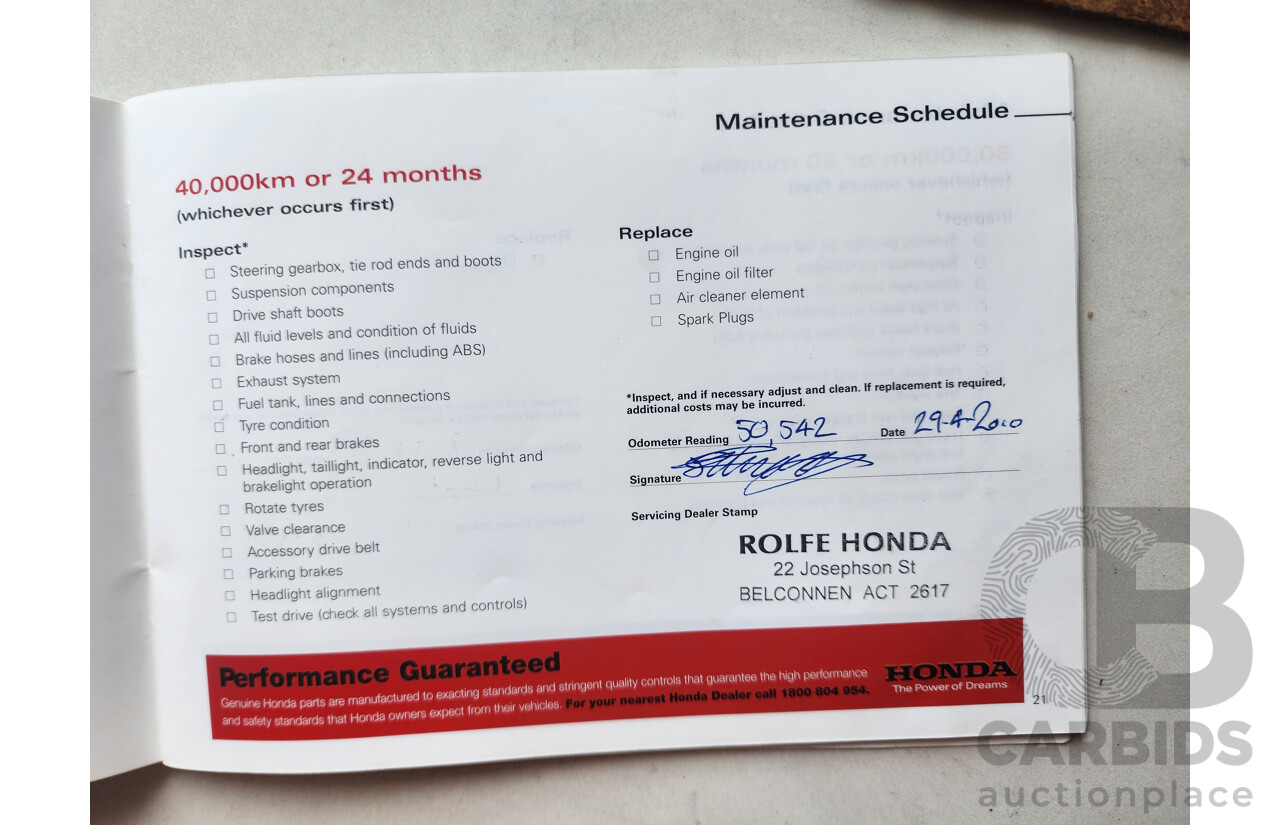 Maintenance Schedule
40,000km or 24 months
(whichever occurs first)
Inspect*
Steering gearbox, tie rod ends and boots
Suspension components
Drive shaft boots
All fluid levels and condition of fluids
Brake hoses and lines (including ABS)
Exhaust system
Fuel tank, lines and connections
Tyre condition
Front and rear brakes
Headlight, taillight, indicator, reverse light and
brakelight operation
Rotate tyres
Valve clearance
Accessory drive belt
Parking brakes
Headlight alignment
Test drive (check all systems and controls)
Replace
Engine oil
Engine oil filter
Air cleaner element
Spark Plugs
*Inspect, and if necessary adjust and clean. If replacement is required,
additional costs may be incurred.
Odometer Reading 50,542 Date 29-4-2010
Signature
Servicing Dealer Stamp
ROLFE HONDA
22 Josephson St
BELCONNEN ACT 2617
Performance Guaranteed
Genuine Honda parts are manufactured to exacting standards and stringent quality controls that guarantee the high performance
and safety standards that Honda owners expect from their vehicles. For your nearest Honda Dealer call 1800 804 954.
HONDA
The Power of Dreams
21
CB
CARBIDS
auctionplace